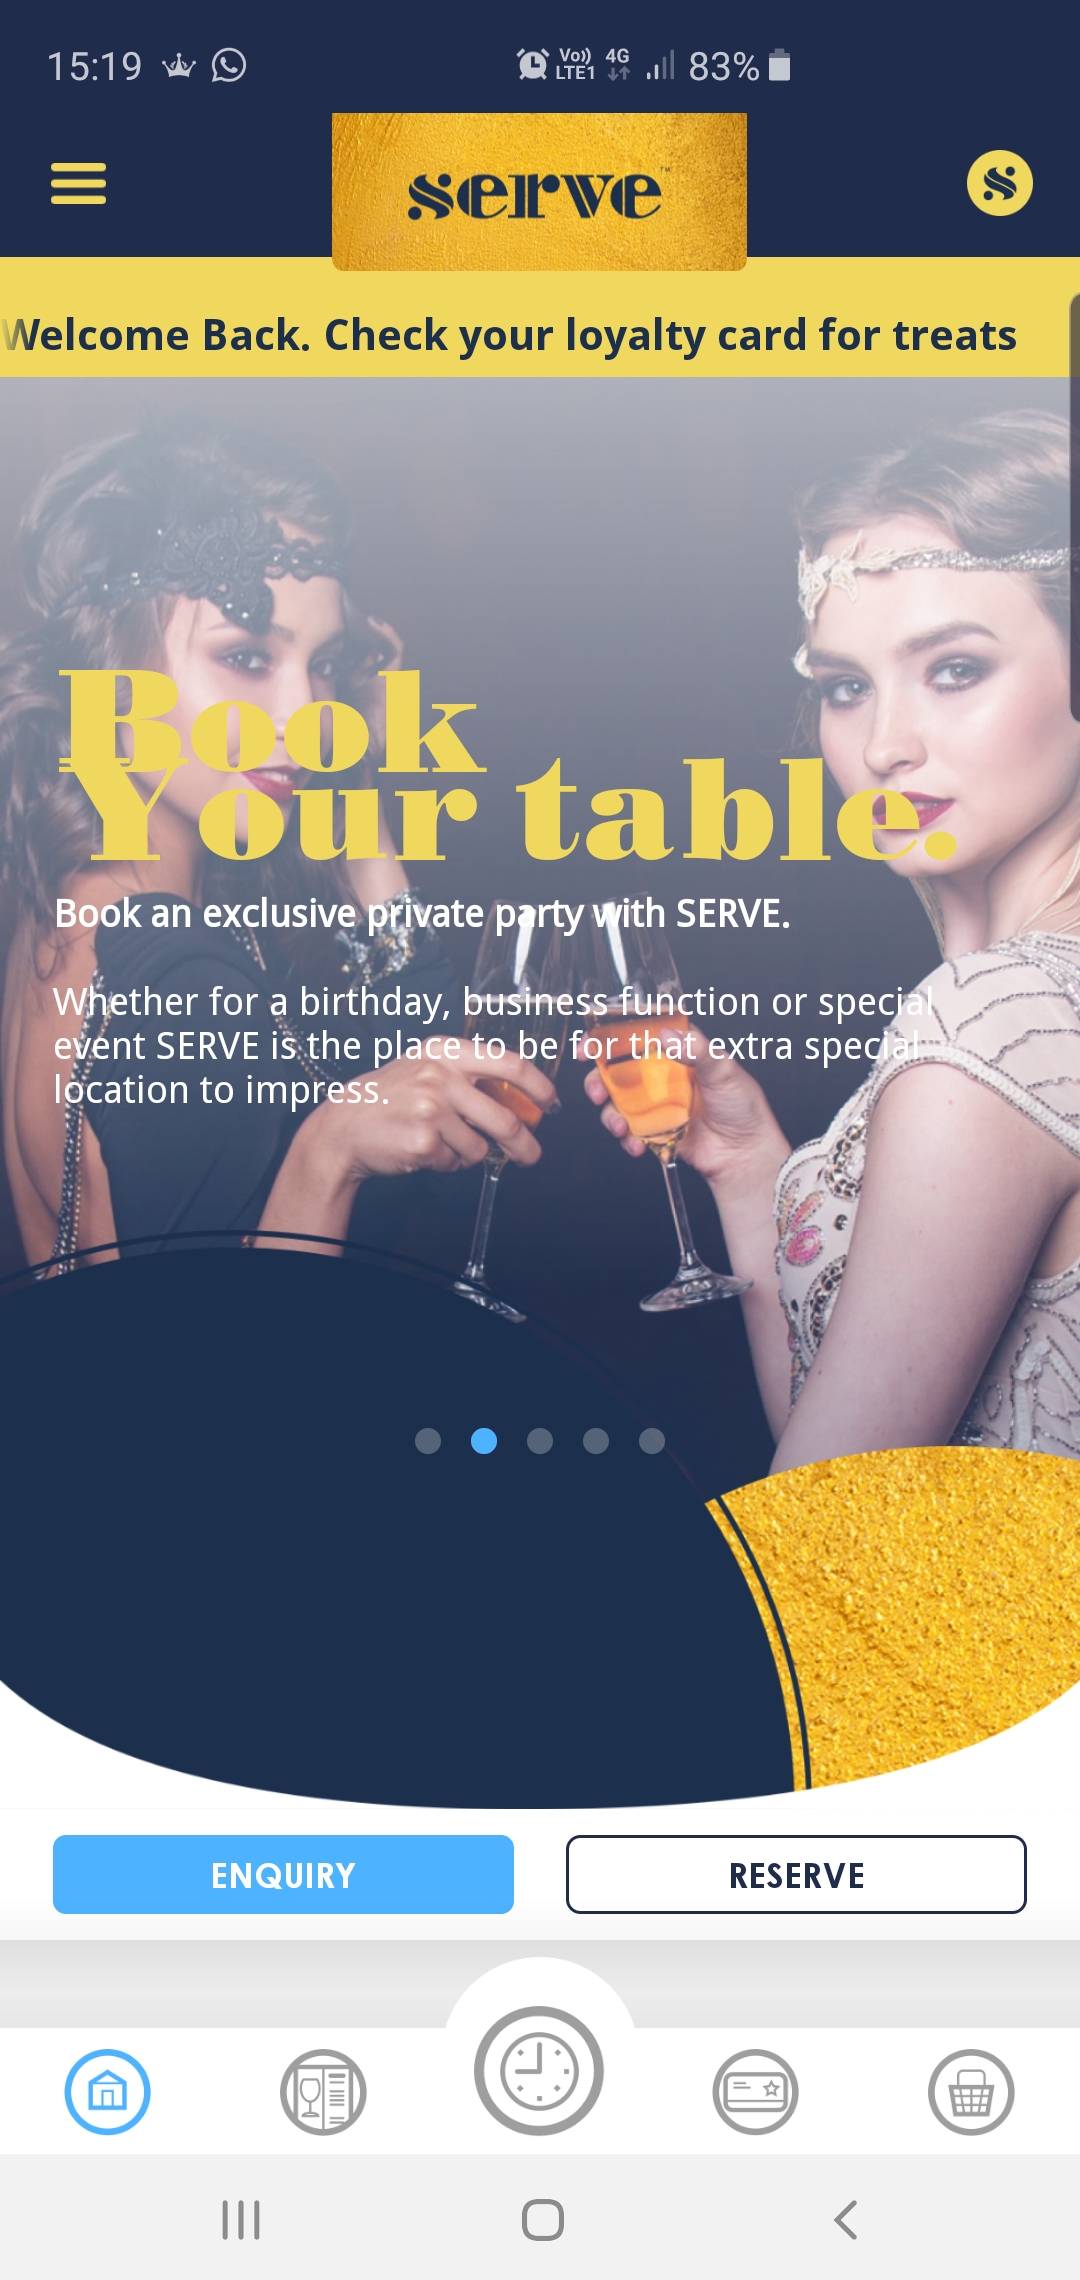 15:19
Vo)) LTE1 4G 83%
serve™
Welcome Back. Check your loyalty card for treats
Book
Your table.
Book an exclusive private party with SERVE.
Whether for a birthday, business function or special
event SERVE is the place to be for that extra special
location to impress.
ENQUIRY RESERVE